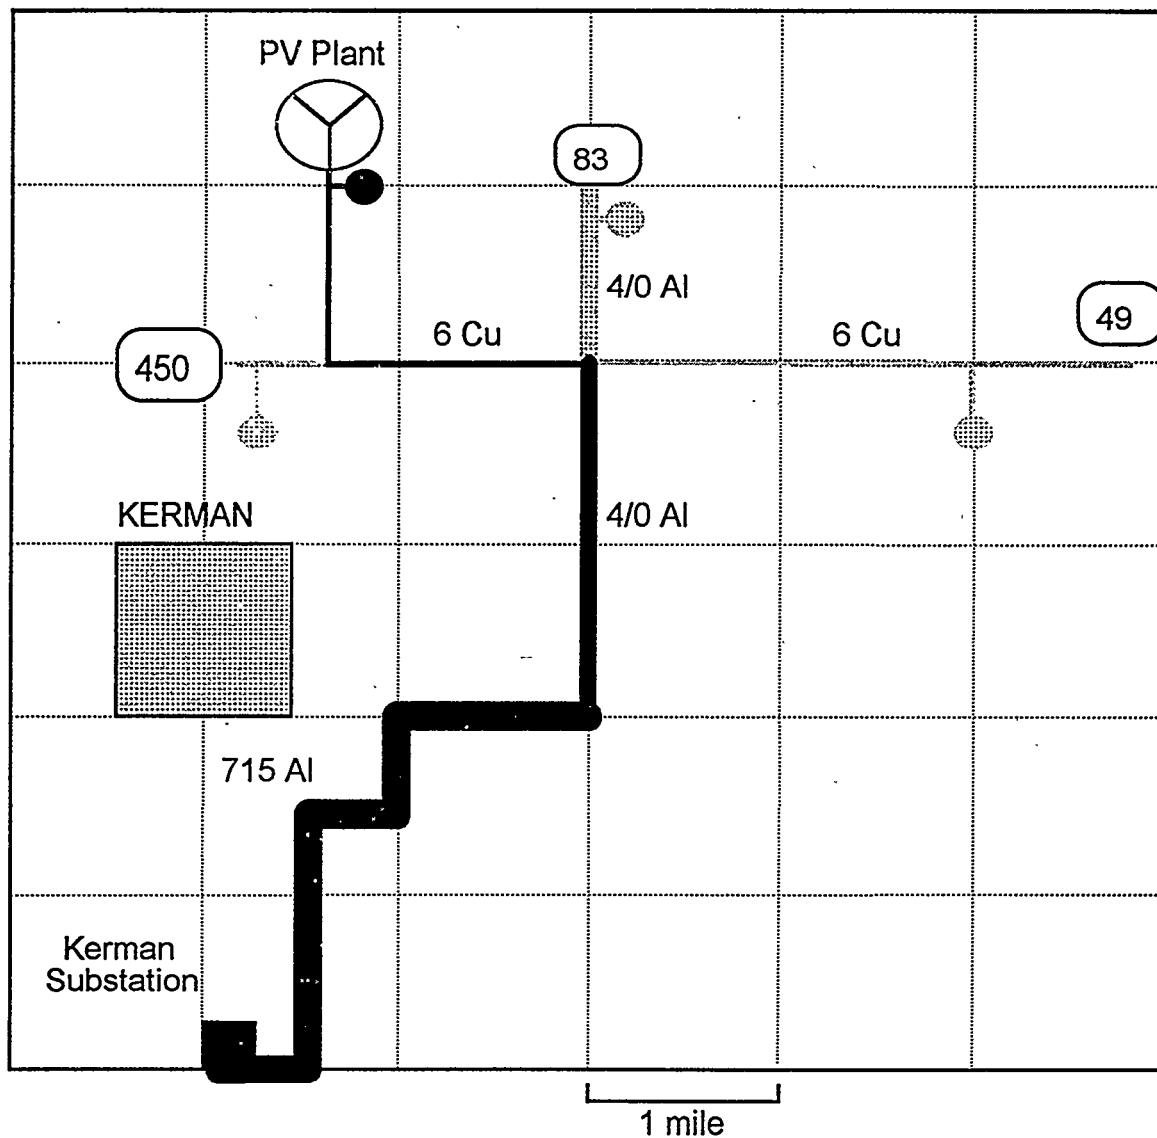 PV Plant
83
4/0 Al
6 Cu
6 Cu
49
450
KERMAN
4/0 Al
715 Al
Kerman
Substation
1 mile